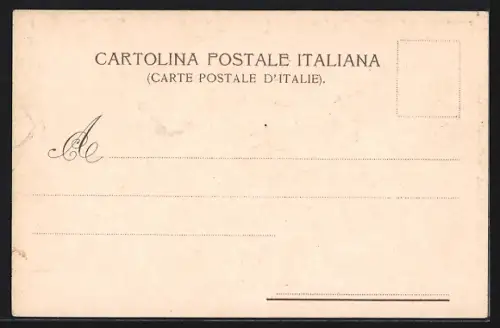 CARTOLINA POSTALE ITALIANA
(CARTE POSTALE D'ITALIE).
A